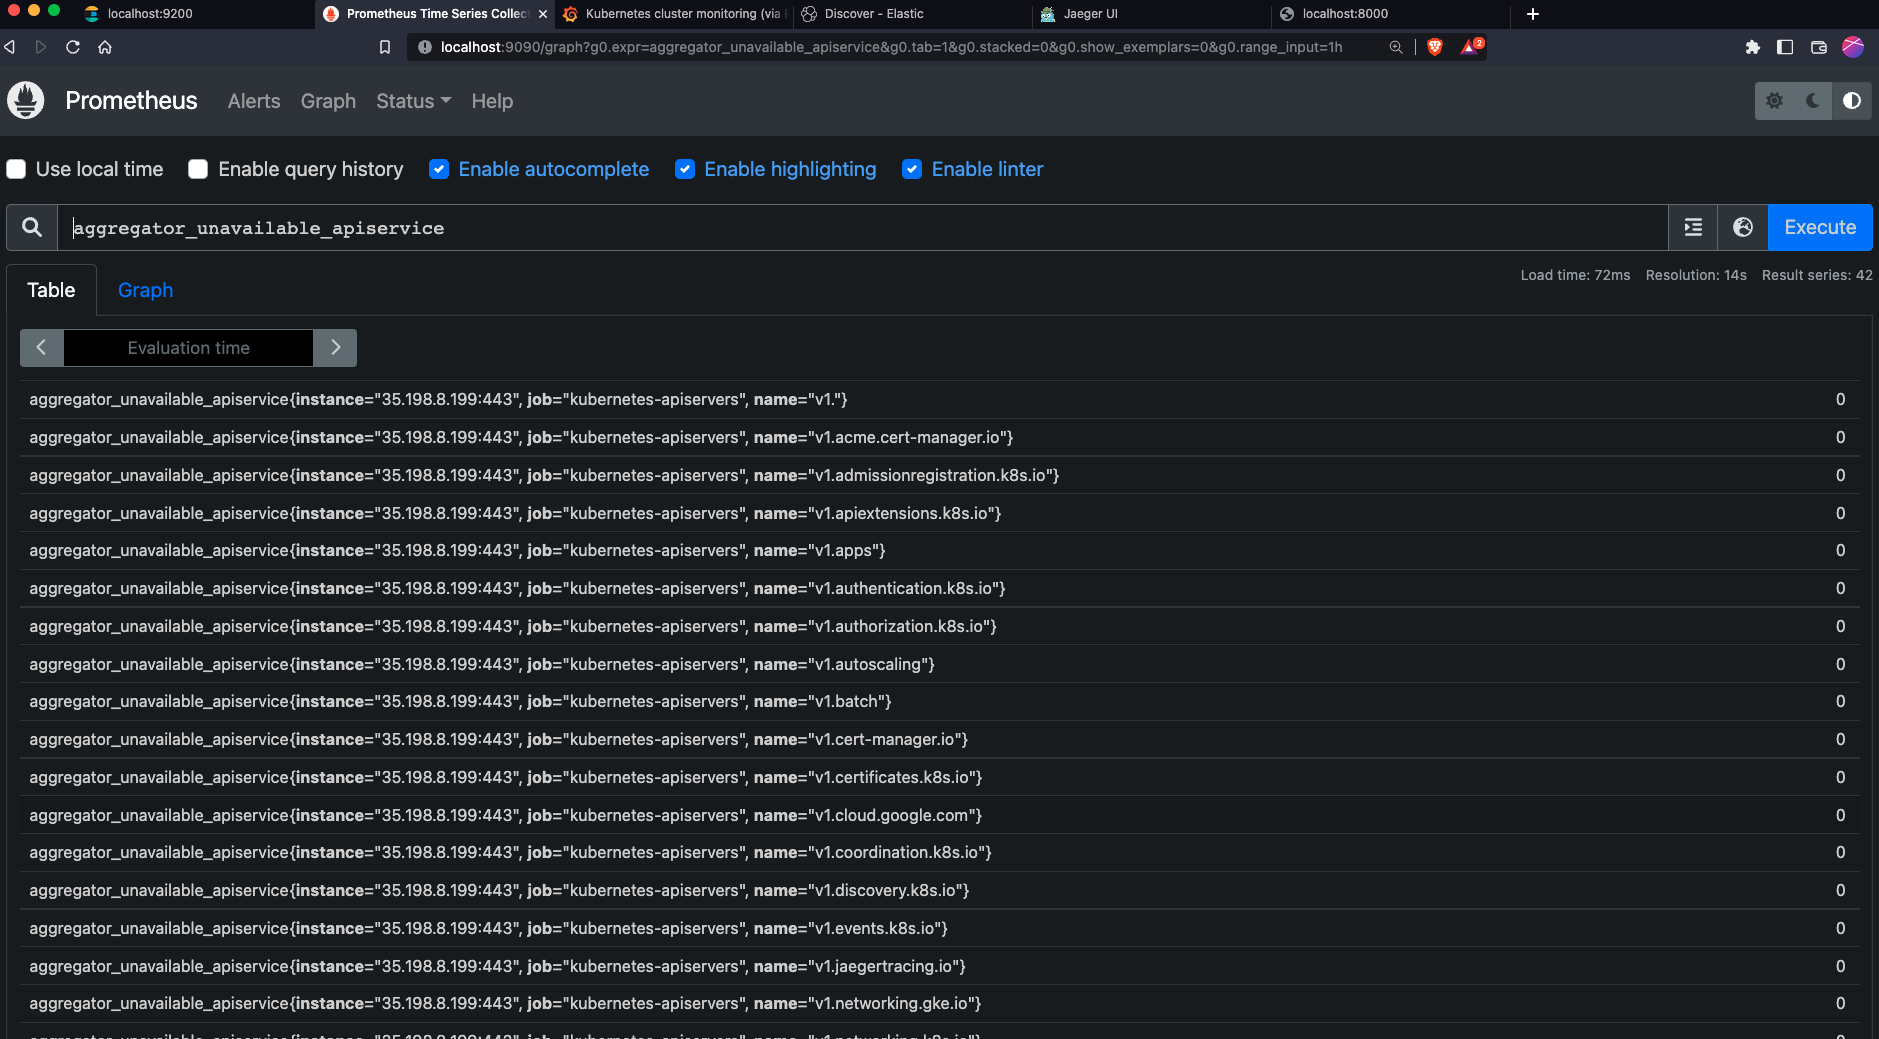 localhost:9200
Prometheus Time Series Collec
Kubernetes cluster monitoring (via
Discover - Elastic
Jaeger UI
localhost:8000
localhost:9090/graph?g0.expr=aggregator_unavailable_apiservice&g0.tab=1&g0.stacked=0&g0.show_exemplars=0&g0.range_input=1h
2
Prometheus
Alerts
Graph
Status
Help
Use local time
Enable query history
Enable autocomplete
Enable highlighting
Enable linter
aggregator_unavailable_apiservice
Execute
Table
Graph
Load time: 72ms
Resolution: 14s
Result series: 42
Evaluation time
aggregator_unavailable_apiservice{instance="35.198.8.199:443", job="kubernetes-apiservers", name="v1."} 0
aggregator_unavailable_apiservice{instance="35.198.8.199:443", job="kubernetes-apiservers", name="v1.acme.cert-manager.io"} 0
aggregator_unavailable_apiservice{instance="35.198.8.199:443", job="kubernetes-apiservers", name="v1.admissionregistration.k8s.io"} 0
aggregator_unavailable_apiservice{instance="35.198.8.199:443", job="kubernetes-apiservers", name="v1.apiextensions.k8s.io"} 0
aggregator_unavailable_apiservice{instance="35.198.8.199:443", job="kubernetes-apiservers", name="v1.apps"} 0
aggregator_unavailable_apiservice{instance="35.198.8.199:443", job="kubernetes-apiservers", name="v1.authentication.k8s.io"} 0
aggregator_unavailable_apiservice{instance="35.198.8.199:443", job="kubernetes-apiservers", name="v1.authorization.k8s.io"} 0
aggregator_unavailable_apiservice{instance="35.198.8.199:443", job="kubernetes-apiservers", name="v1.autoscaling"} 0
aggregator_unavailable_apiservice{instance="35.198.8.199:443", job="kubernetes-apiservers", name="v1.batch"} 0
aggregator_unavailable_apiservice{instance="35.198.8.199:443", job="kubernetes-apiservers", name="v1.cert-manager.io"} 0
aggregator_unavailable_apiservice{instance="35.198.8.199:443", job="kubernetes-apiservers", name="v1.certificates.k8s.io"} 0
aggregator_unavailable_apiservice{instance="35.198.8.199:443", job="kubernetes-apiservers", name="v1.cloud.google.com"} 0
aggregator_unavailable_apiservice{instance="35.198.8.199:443", job="kubernetes-apiservers", name="v1.coordination.k8s.io"} 0
aggregator_unavailable_apiservice{instance="35.198.8.199:443", job="kubernetes-apiservers", name="v1.discovery.k8s.io"} 0
aggregator_unavailable_apiservice{instance="35.198.8.199:443", job="kubernetes-apiservers", name="v1.events.k8s.io"} 0
aggregator_unavailable_apiservice{instance="35.198.8.199:443", job="kubernetes-apiservers", name="v1.jaegertracing.io"} 0
aggregator_unavailable_apiservice{instance="35.198.8.199:443", job="kubernetes-apiservers", name="v1.networking.gke.io"} 0